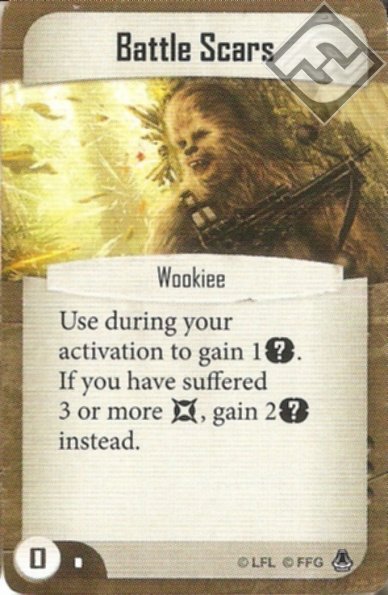 Battle Scars
Wookiee
Use during your
activation to gain 1?.
If you have suffered
3 or more , gain 2?
instead.
0
© LFL © FFG